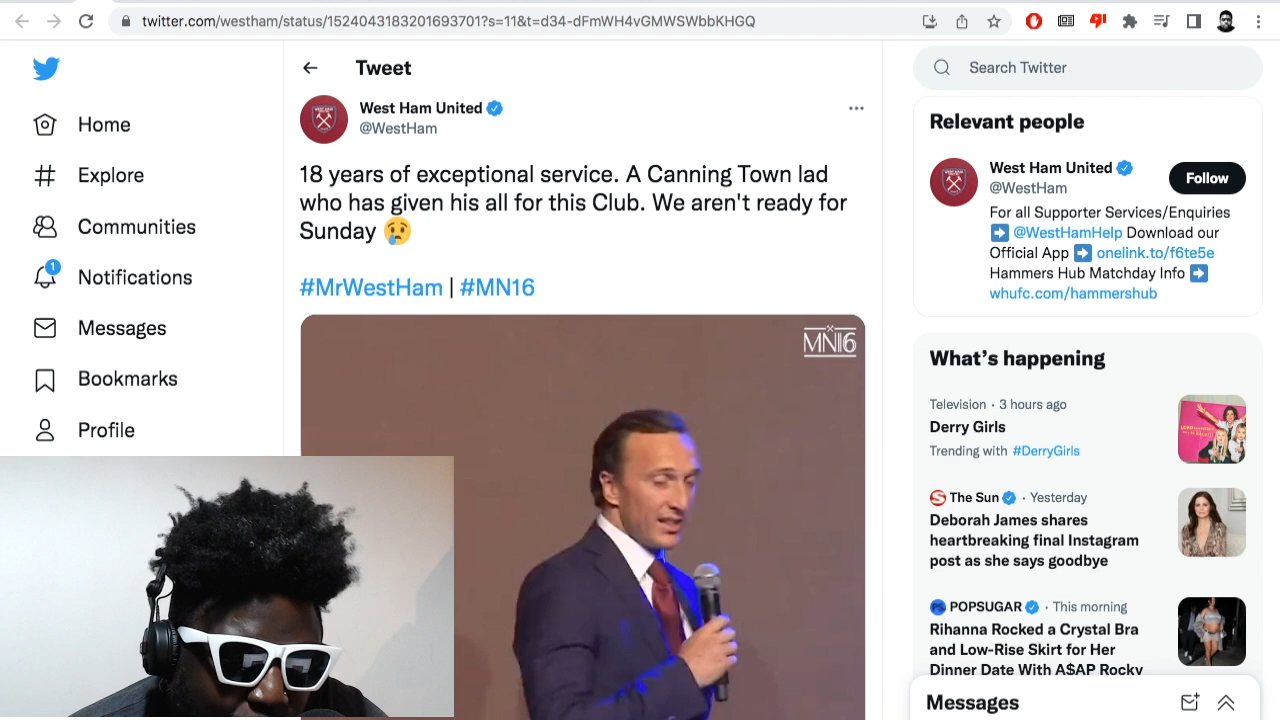 twitter.com/westham/status/1524043183201693701?s=11&t=d34-dFmWH4vGMWSWbbKHGQ
Home
Explore
Communities
1
Notifications
Messages
Bookmarks
Profile
Tweet
West Ham United
@WestHam
18 years of exceptional service. A Canning Town lad
who has given his all for this Club. We aren't ready for
Sunday 😢
#MrWestHam | #MN16
MN16
Search Twitter
Relevant people
West Ham United
@WestHam
Follow
For all Supporter Services/Enquiries
➡️ @WestHamHelp Download our
Official App ➡️ onelink.to/f6te5e
Hammers Hub Matchday Info ➡️
whufc.com/hammershub
What's happening
Television · 3 hours ago
Derry Girls
Trending with #DerryGirls
The Sun · Yesterday
Deborah James shares
heartbreaking final Instagram
post as she says goodbye
POPSUGAR · This morning
Rihanna Rocked a Crystal Bra
and Low-Rise Skirt for Her
Dinner Date With A$AP Rocky
Messages